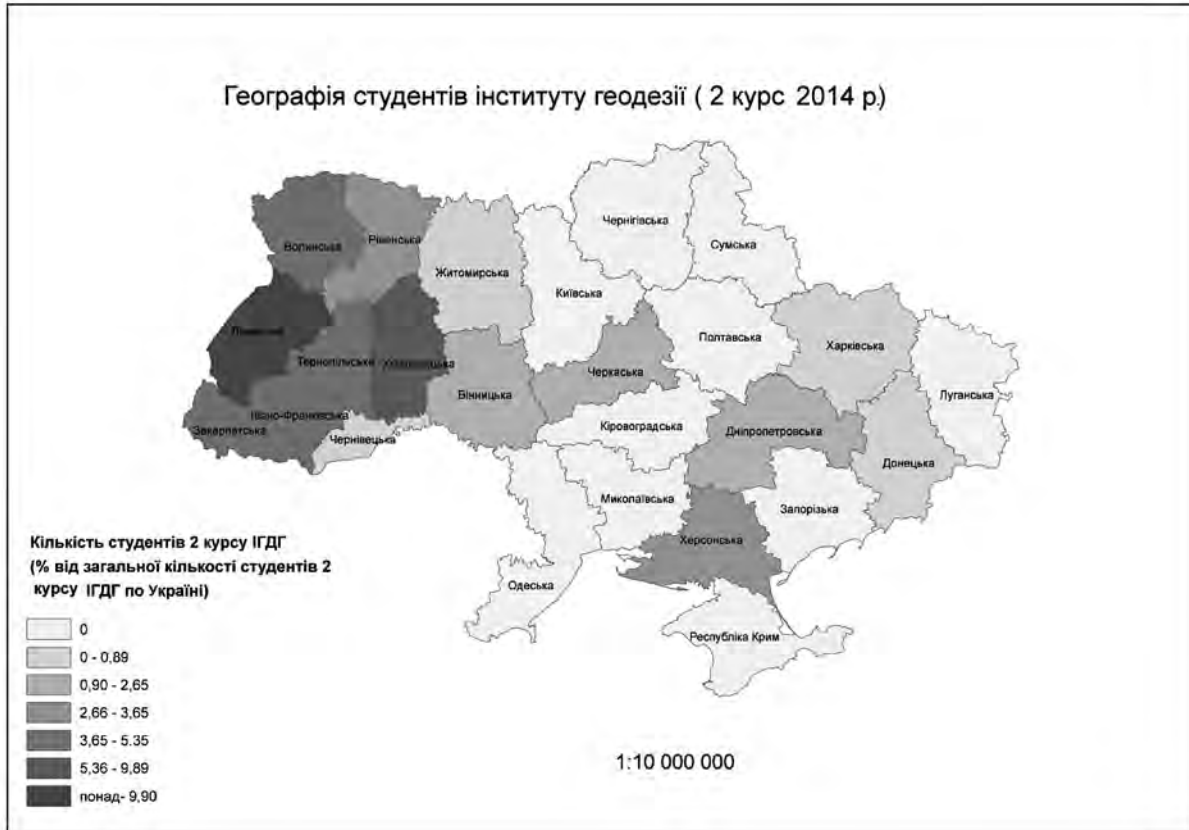 Географія студентів інституту геодезії ( 2 курс 2014 р.)
Чернігівська
Сумська
Волинська
Рівенська
Житомирська
Київська
Полтавська
Харківська
Луганська
Тернопільська
Черкаська
Вінницька
Івано-Франківська
Закарпатська
Чернівецька
Кіровоградська
Дніпропетровська
Донецька
Миколаївська
Запорізька
Херсонська
Одеська
Республіка Крим
Кількість студентів 2 курсу ІГДГ
(% від загальної кількості студентів 2
курсу ІГДГ по Україні)
0
0 - 0,89
0,90 - 2,65
2,66 - 3,65
3,65 - 5.35
5,36 - 9,89
понад- 9,90
1:10 000 000